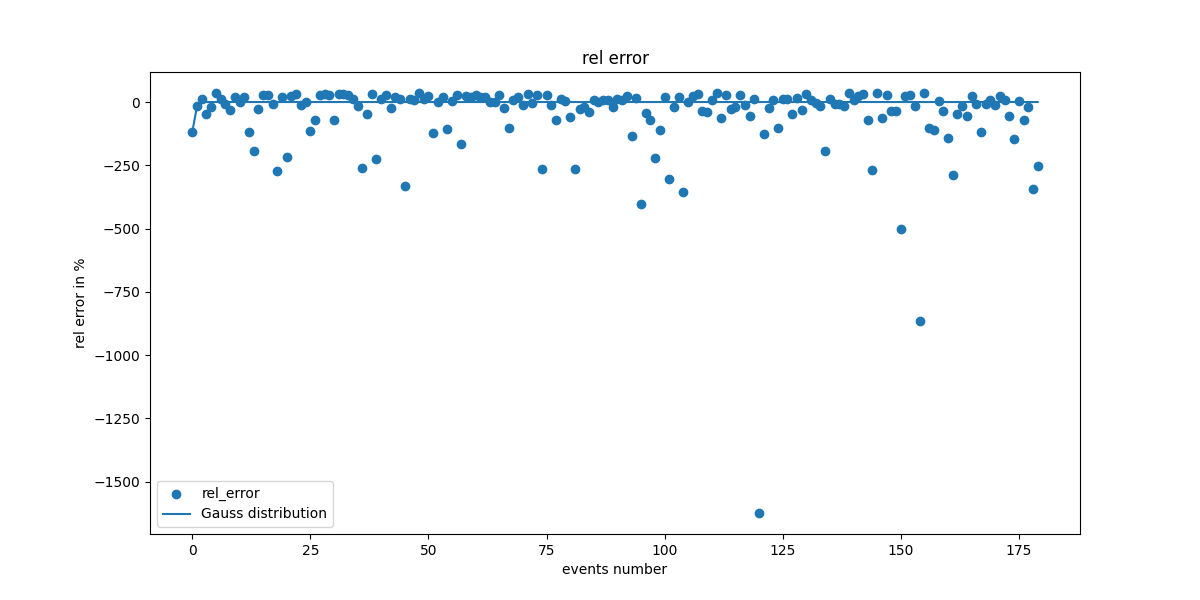 rel error
0
−250
−500
−750
−1000
−1250
−1500
rel error in %
rel_error
Gauss distribution
0 25 50 75 100 125 150 175
events number